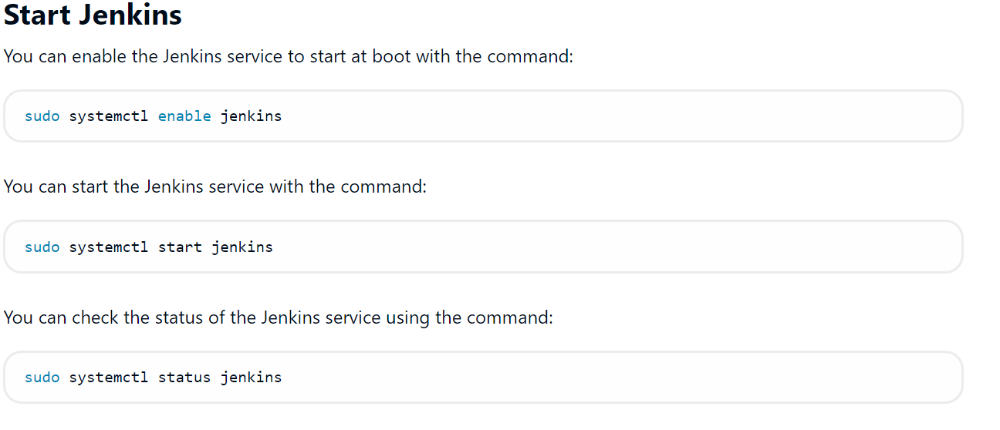 Start Jenkins
You can enable the Jenkins service to start at boot with the command:
sudo systemctl enable jenkins
You can start the Jenkins service with the command:
sudo systemctl start jenkins
You can check the status of the Jenkins service using the command:
sudo systemctl status jenkins